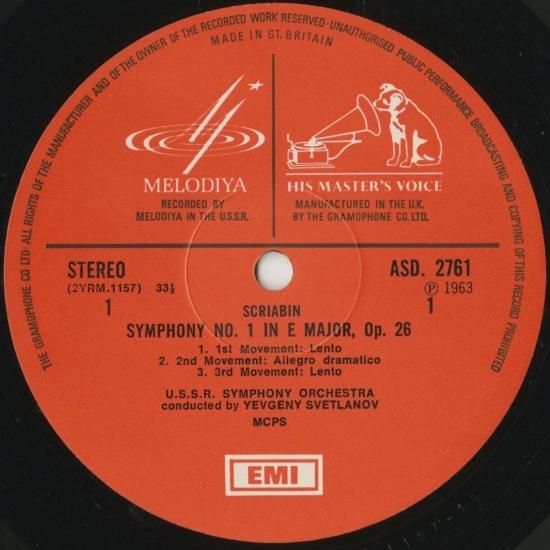 ALL RIGHTS OF THE MANUFACTURER AND OF THE OWNER OF THE RECORDED WORK RESERVED · UNAUTHORISED PUBLIC PERFORMANCE BROADCASTING AND COPYING OF THIS RECORD PROHIBITED
THE GRAMOPHONE CO LTD ·
MADE IN GT. BRITAIN
MELODIYA
RECORDED BY
MELODIYA IN THE U.S.S.R.
HIS MASTER'S VOICE
MANUFACTURED IN THE U.K.
BY THE GRAMOPHONE CO. LTD.
STEREO
(2YRM.1157) 33⅓
1
ASD. 2761
℗ 1963
1
SCRIABIN
SYMPHONY NO. 1 IN E MAJOR, Op. 26
1. 1st Movement: Lento
2. 2nd Movement: Allegro dramatico
3. 3rd Movement: Lento
U.S.S.R. SYMPHONY ORCHESTRA
conducted by YEVGENY SVETLANOV
MCPS
EMI